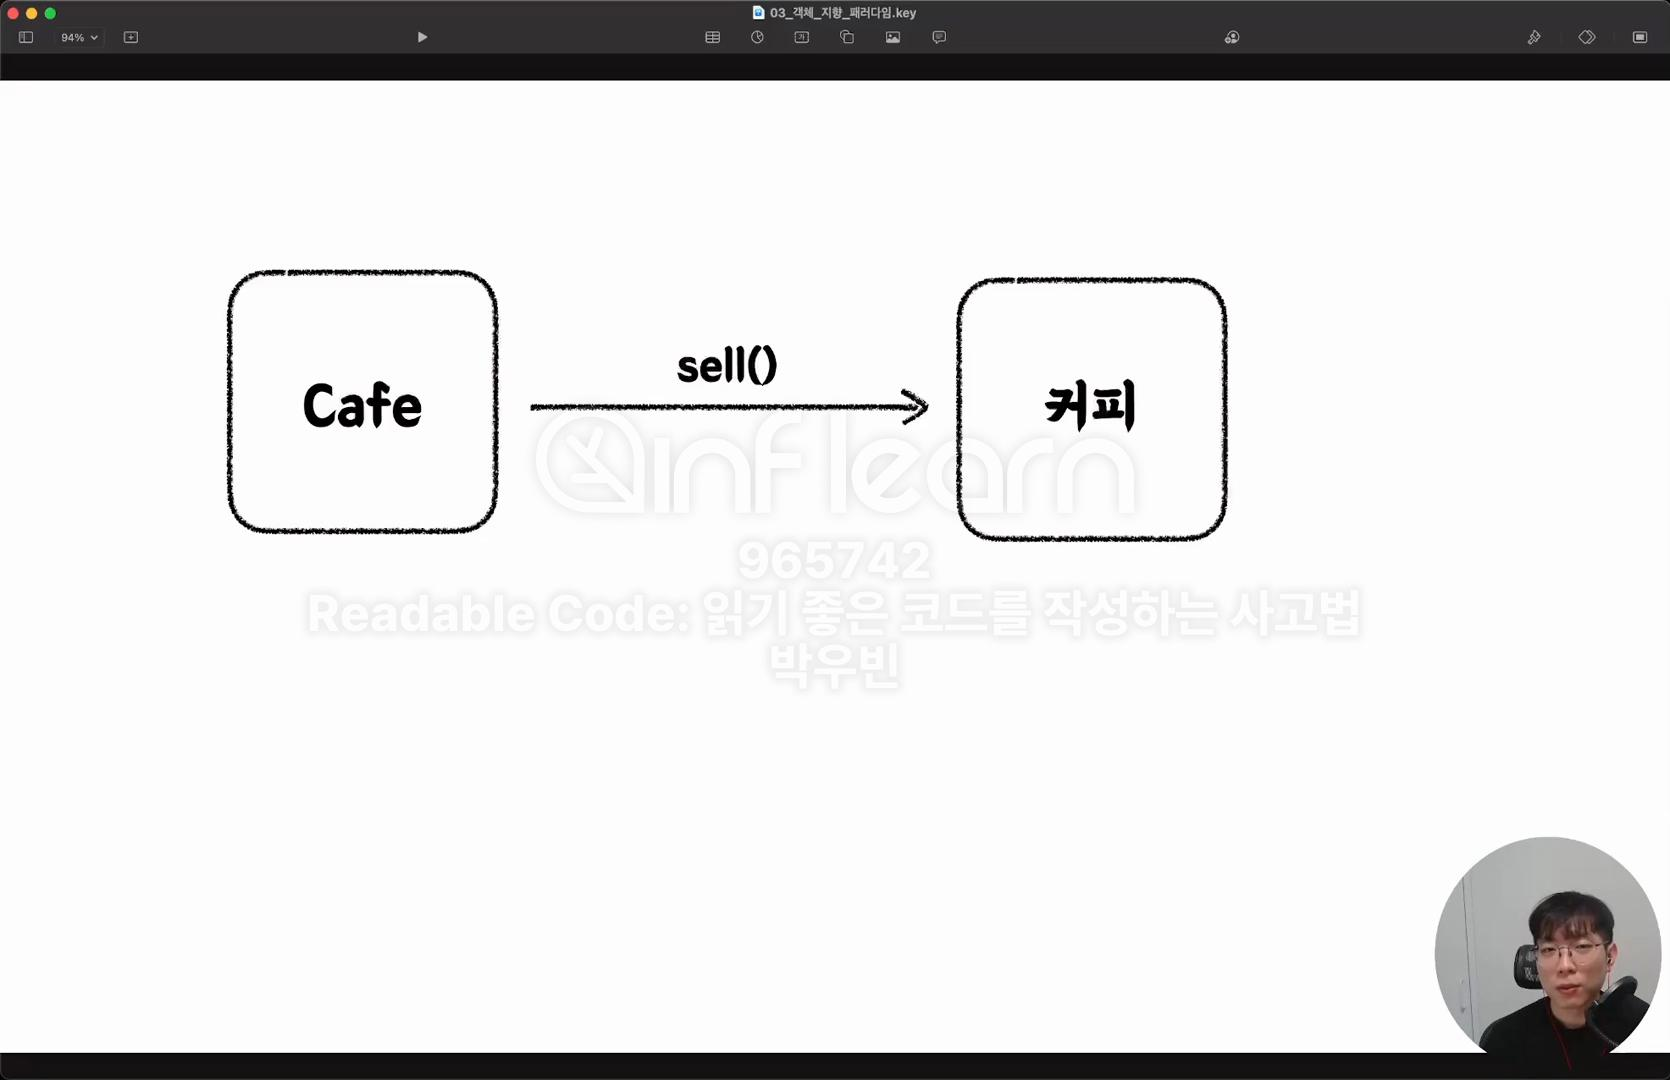 03_객체_지향_패러다임.key
94%
sell()
Cafe
커피
inflearn
965742
Readable Code: 읽기 좋은 코드를 작성하는 사고법
박우빈